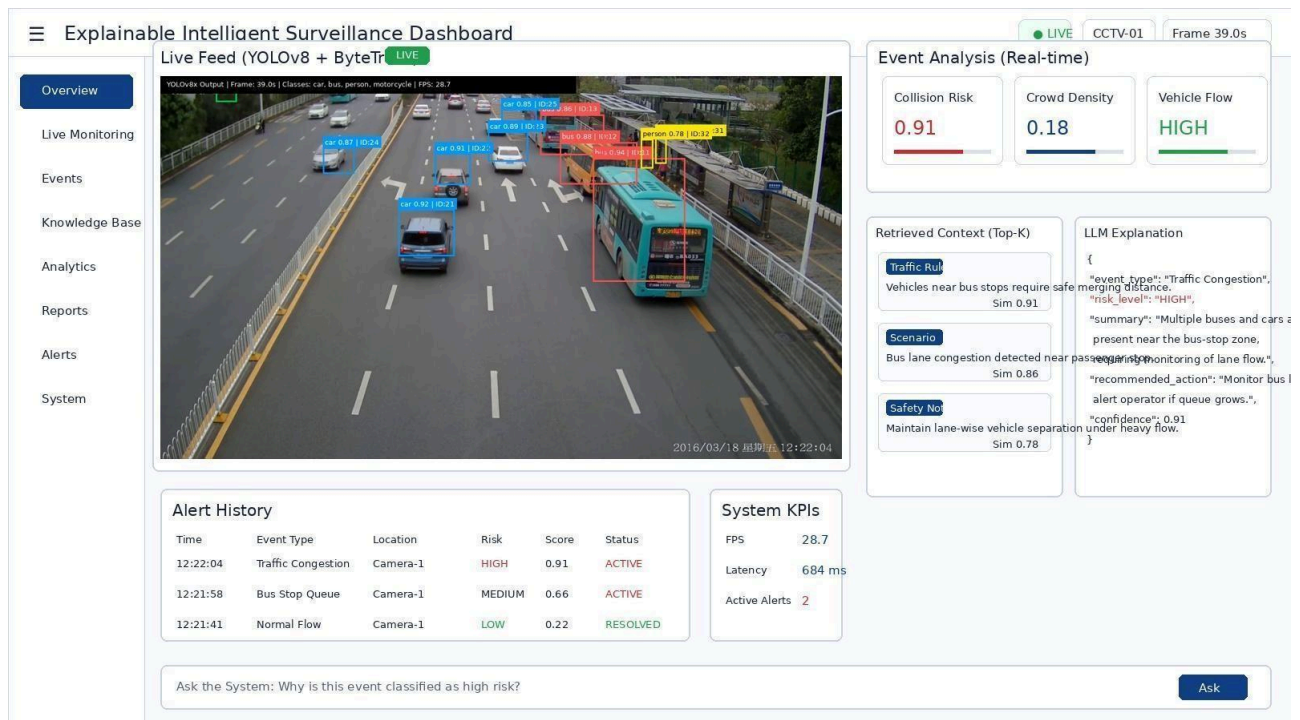 ☰ Explainable Intelligent Surveillance Dashboard
● LIVE
CCTV-01
Frame 39.0s
Overview
Live Monitoring
Events
Knowledge Base
Analytics
Reports
Alerts
System
Live Feed (YOLOv8 + ByteTr
LIVE
YOLOv8x Output | Frame: 39.0s | Classes: car, bus, person, motorcycle | FPS: 28.7
car 0.85 | ID:25
car 0.89 |
person 0.78 | ID:32
:31
bus 0.88 |
car 0.87 | ID:24
car 0.91 |
car 0.92 | ID:21
2016/03/18 星期五 12:22:04
Event Analysis (Real-time)
Collision Risk
0.91
Crowd Density
0.18
Vehicle Flow
HIGH
Retrieved Context (Top-K)
Traffic Rul
Vehicles near bus stops require safe merging distance.
Sim 0.91
Scenario
Bus lane congestion detected near passenger stop.
Sim 0.86
Safety Not
Maintain lane-wise vehicle separation under heavy flow.
Sim 0.78
LLM Explanation
{
"event_type": "Traffic Congestion",
"risk_level": "HIGH",
"summary": "Multiple buses and cars a
present near the bus-stop zone,
requiring monitoring of lane flow.",
"recommended_action": "Monitor bus l
alert operator if queue grows.",
"confidence": 0.91
}
Alert History
Time Event Type Location Risk Score Status
12:22:04 Traffic Congestion Camera-1 HIGH 0.91 ACTIVE
12:21:58 Bus Stop Queue Camera-1 MEDIUM 0.66 ACTIVE
12:21:41 Normal Flow Camera-1 LOW 0.22 RESOLVED
System KPIs
FPS 28.7
Latency 684 ms
Active Alerts 2
Ask the System: Why is this event classified as high risk?
Ask